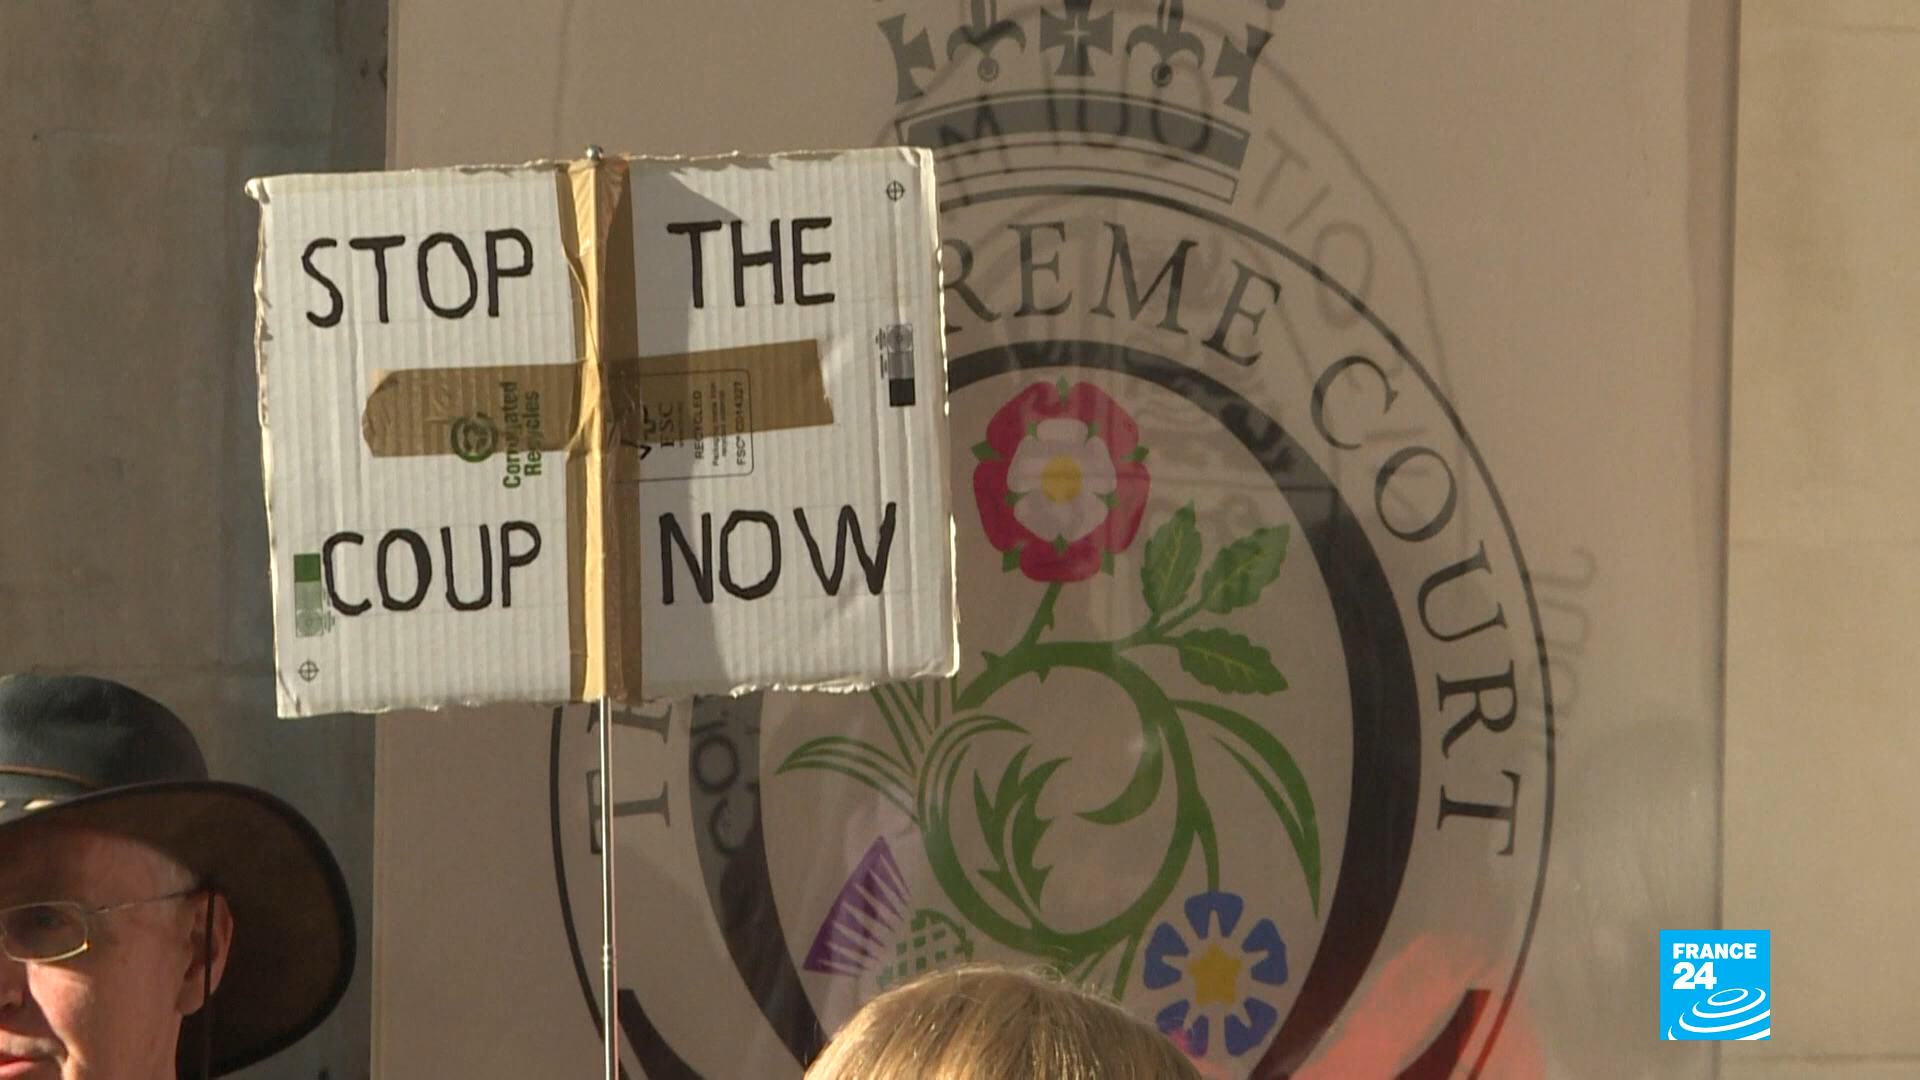 STOP THE
COUP NOW
Corrugated
Recycles
FSC
RECYCLED
REME COURT
FRANCE
24